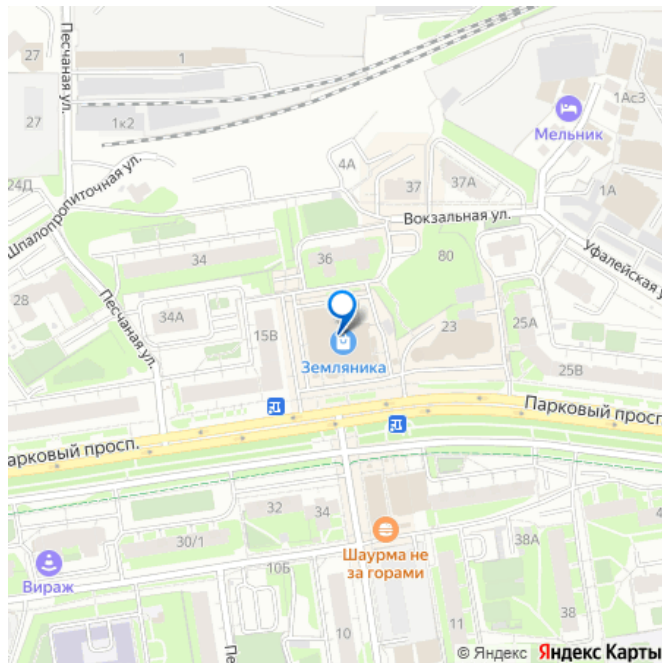 Песчаная ул.
27
1
27
1к2
1Ас3
Мельник
4А
37
37А
1А
24Д
Шпалопропиточная ул.
Вокзальная ул.
Уфалейская у
34
36
80
28
Песчаная ул.
34А
15В
23
25А
Земляника
25В
Парковый просп.
арковый просп.
32
34
30/1
Шаурма не
за горами
38А
Вираж
10Б
10
11
38
Пе
© Яндекс Яндекс Карты